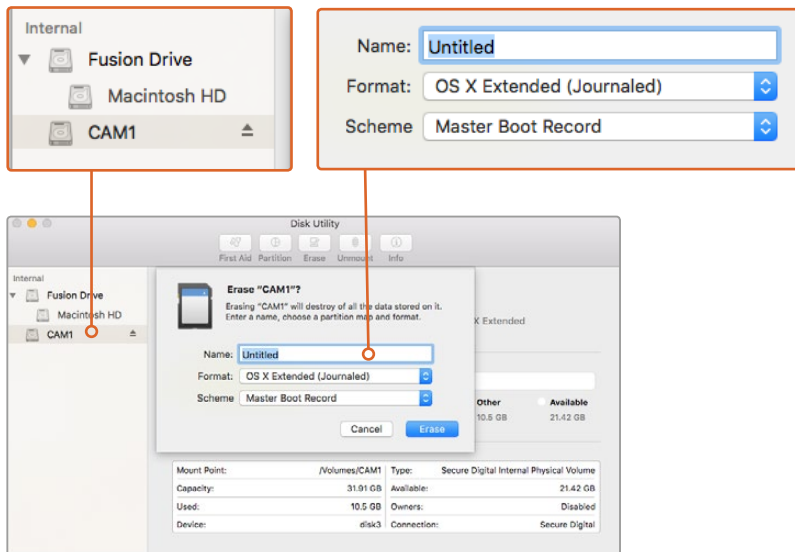 Internal
Fusion Drive
Macintosh HD
CAM1
Name: Untitled
Format: OS X Extended (Journaled)
Scheme Master Boot Record
Disk Utility
First Aid Partition Erase Unmount Info
Internal
Fusion Drive
Macintosh HD
CAM1
Erase “CAM1”?
Erasing “CAM1” will destroy of all the data stored on it.
Enter a name, choose a partition map and format.
X Extended
Name: Untitled
Format: OS X Extended (Journaled)
Scheme Master Boot Record
Other Available
10.5 GB 21.42 GB
Cancel Erase
Mount Point: /Volumes/CAM1 Type: Secure Digital Internal Physical Volume
Capacity: 31.91 GB Available: 21.42 GB
Used: 10.5 GB Owners: Disabled
Device: disk3 Connection: Secure Digital